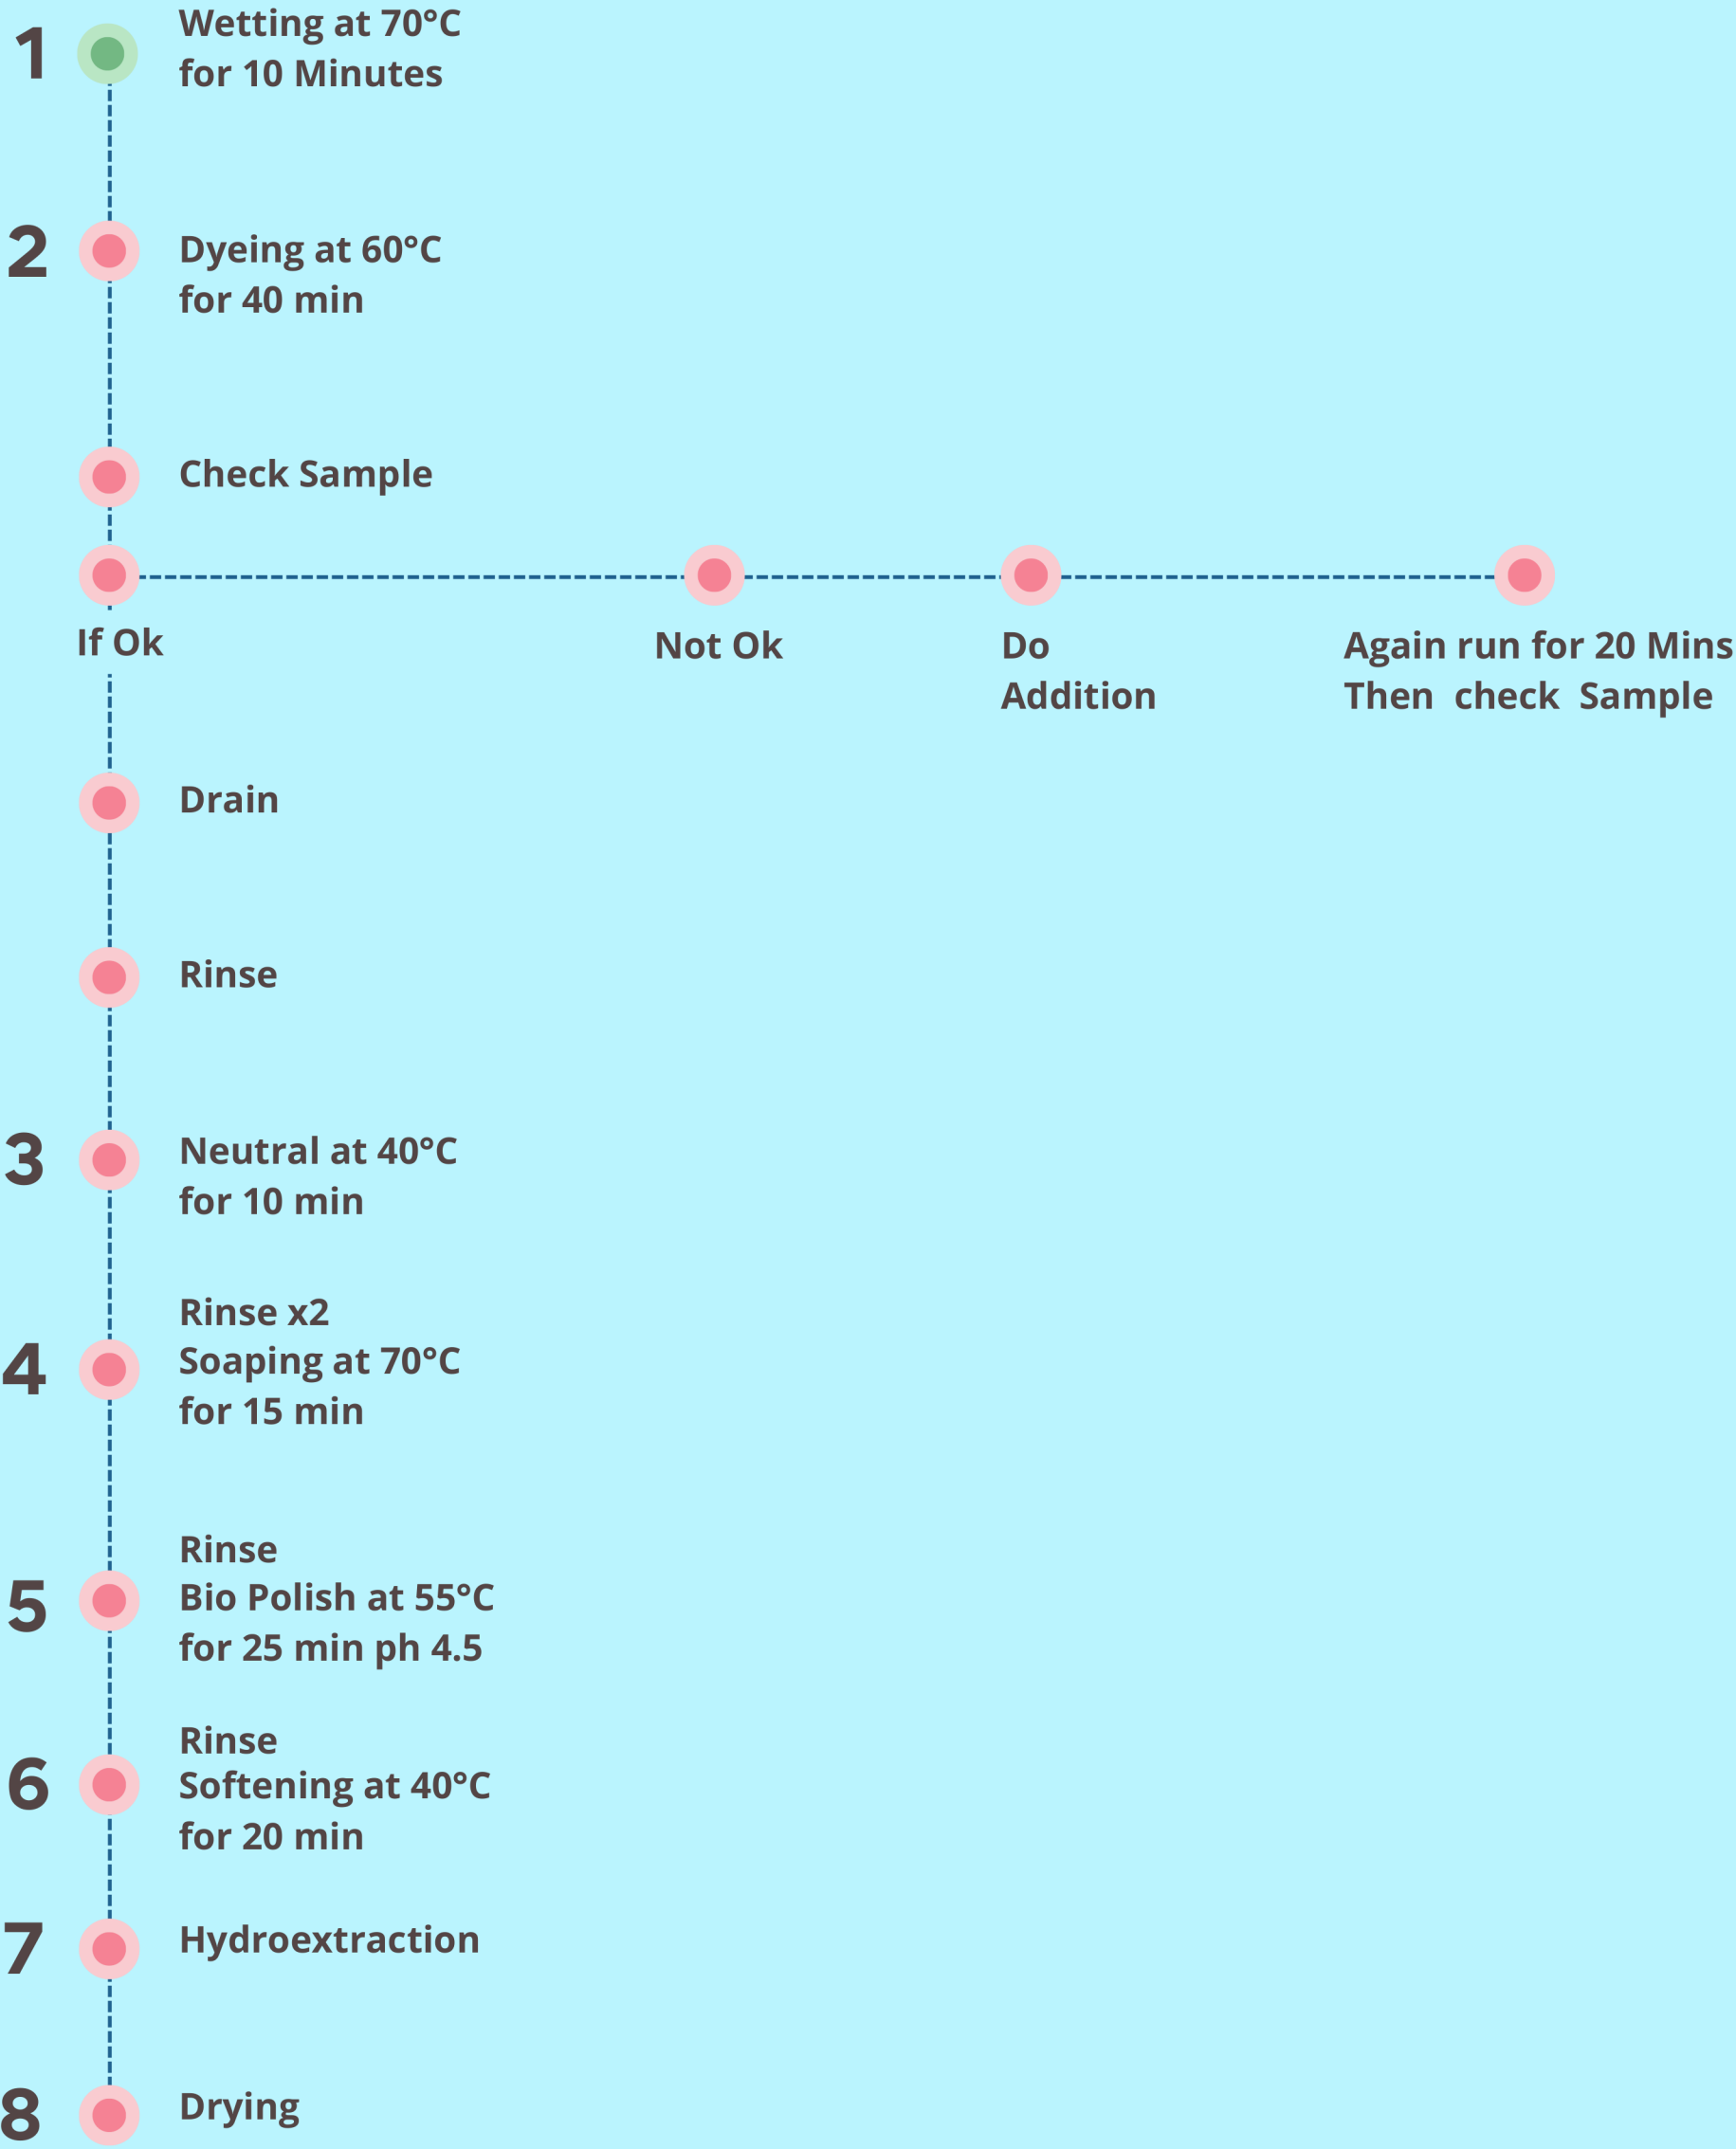 1
Wetting at 70°C
for 10 Minutes
2
Dyeing at 60°C
for 40 min
Check Sample
If Ok
Not Ok
Do
Addition
Again run for 20 Mins
Then check Sample
Drain
Rinse
3
Neutral at 40°C
for 10 min
4
Rinse x2
Soaping at 70°C
for 15 min
5
Rinse
Bio Polish at 55°C
for 25 min ph 4.5
6
Rinse
Softening at 40°C
for 20 min
7
Hydroextraction
8
Drying